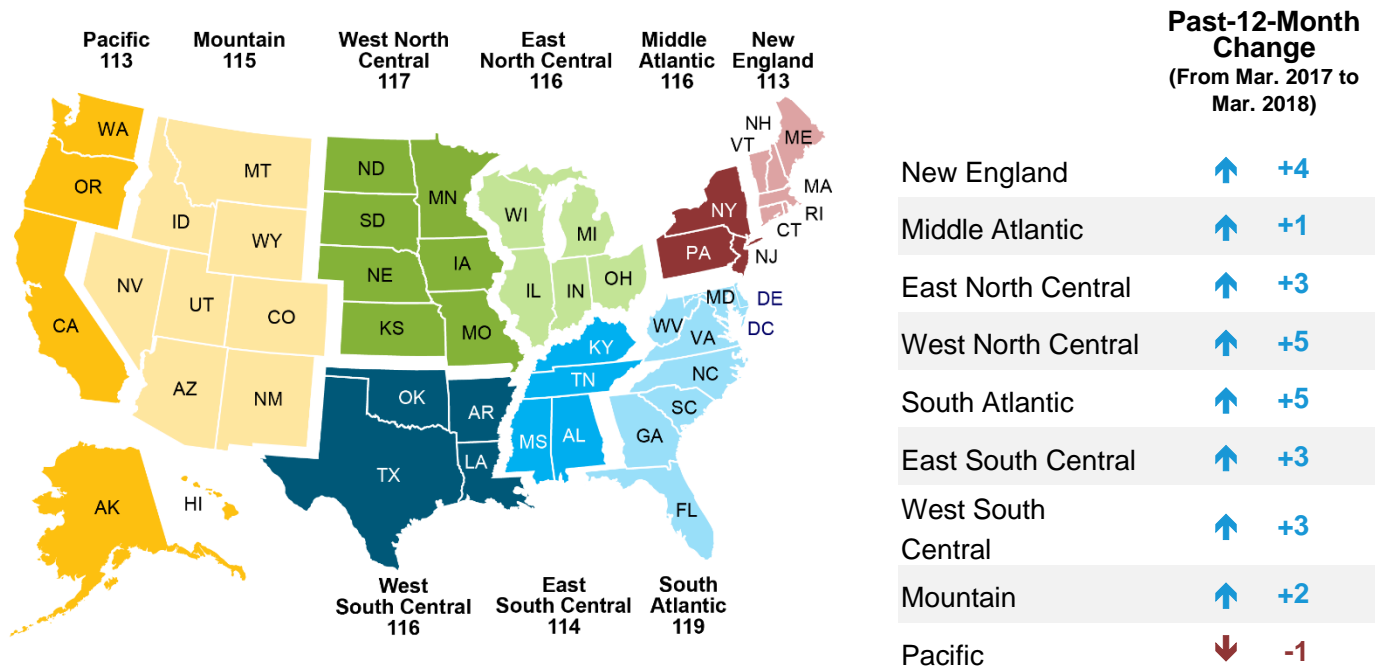 Pacific
113
Mountain
115
West North
Central
117
East
North Central
116
Middle
Atlantic
116
New
England
113
WA
OR
CA
AK
HI
MT
ID
WY
NV
UT
CO
AZ
NM
ND
SD
NE
KS
MN
IA
MO
WI
MI
IL
IN
OH
NY
PA
NJ
NH
VT
ME
MA
RI
CT
MD
DE
DC
WV
VA
NC
SC
GA
FL
KY
TN
MS
AL
OK
AR
TX
LA
West
South Central
116
East
South Central
114
South
Atlantic
119
Past-12-Month
Change
(From Mar. 2017 to
Mar. 2018)
New England +4
Middle Atlantic +1
East North Central +3
West North Central +5
South Atlantic +5
East South Central +3
West South
Central +3
Mountain +2
Pacific -1